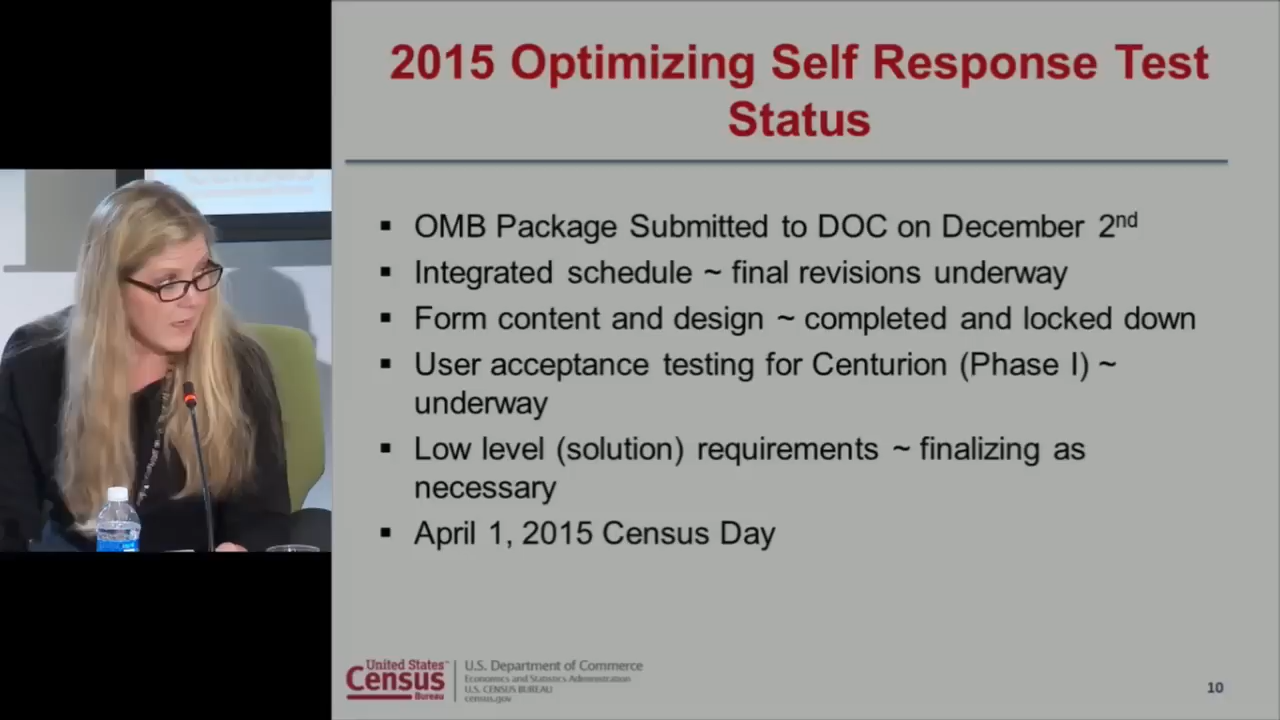 2015 Optimizing Self Response Test
Status
▪ OMB Package Submitted to DOC on December 2nd
▪ Integrated schedule ~ final revisions underway
▪ Form content and design ~ completed and locked down
▪ User acceptance testing for Centurion (Phase I) ~
underway
▪ Low level (solution) requirements ~ finalizing as
necessary
▪ April 1, 2015 Census Day
United States™
Census
Bureau
U.S. Department of Commerce
Economics and Statistics Administration
U.S. CENSUS BUREAU
census.gov
10